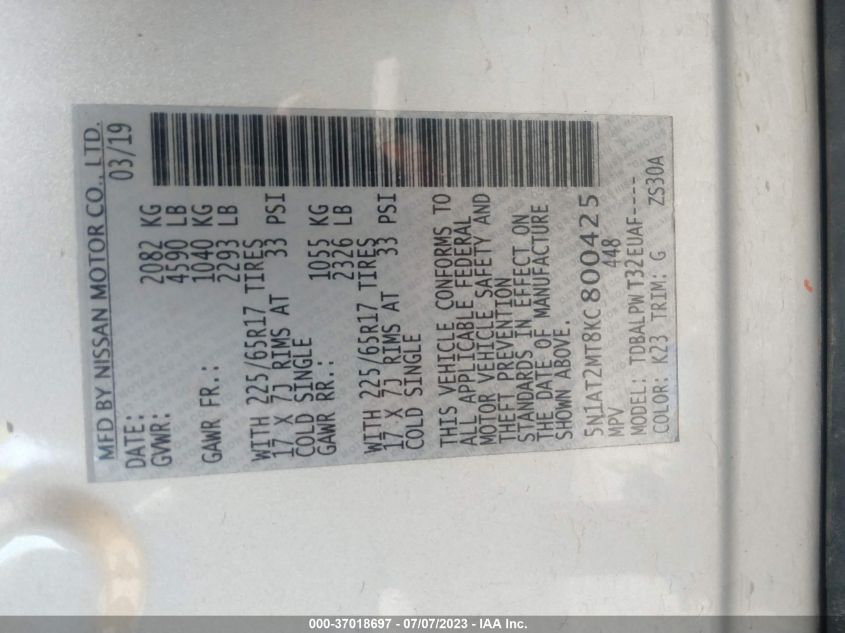 MFD BY NISSAN MOTOR CO., LTD.
DATE: 03/19
GVWR: 2082 KG
4590 LB
GAWR FR.: 1040 KG
2293 LB
WITH 225/65R17 TIRES
17 X 7J RIMS AT 33 PSI
COLD SINGLE
GAWR RR.: 1055 KG
2326 LB
WITH 225/65R17 TIRES
17 X 7J RIMS AT 33 PSI
COLD SINGLE
THIS VEHICLE CONFORMS TO
ALL APPLICABLE FEDERAL
MOTOR VEHICLE SAFETY AND
THEFT PREVENTION
STANDARDS IN EFFECT ON
THE DATE OF MANUFACTURE
SHOWN ABOVE.
5N1AT2MT8KC800425
MPV 448
MODEL: TDBALPW T32EUAF----
COLOR: K23 TRIM: G ZS30A
000-37018697 - 07/07/2023 - IAA Inc.